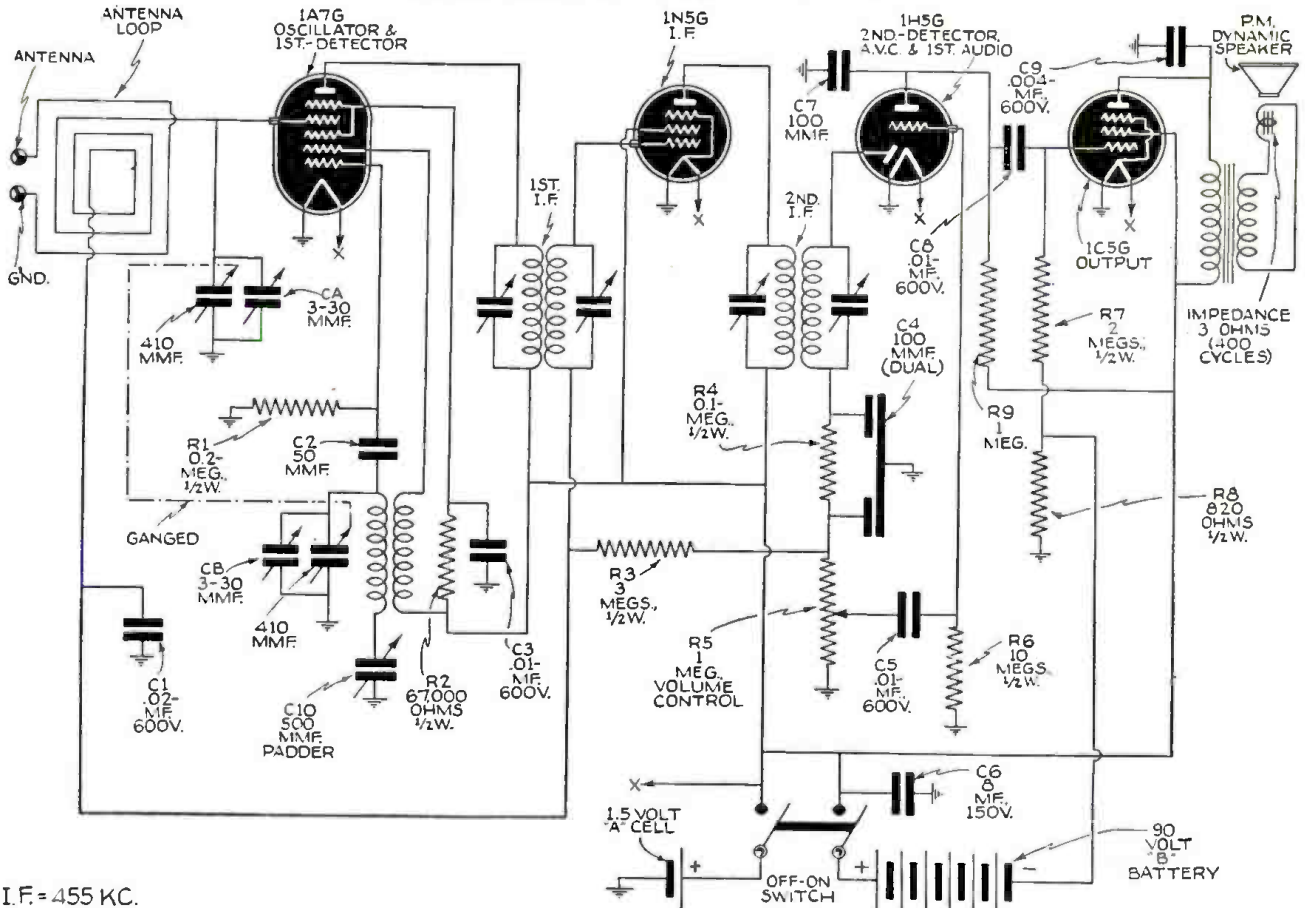 ANTENNA
LOOP
1A7G
OSCILLATOR &
1ST.-DETECTOR
ANTENNA
GND.
1N5G
I.F.
1H5G
2ND.-DETECTOR,
A.V.C. & 1ST. AUDIO
C7
100
MMF.
C9
.004-
MF.
600V.
P.M.
DYNAMIC
SPEAKER
1ST.
I.F.
2ND.
I.F.
X
X
X
X
C8
.01-
MF.
600V.
1C5G
OUTPUT
IMPEDANCE
3 OHMS
(400
CYCLES)
CA
3-30
MMF.
410
MMF.
R1
0.2-
MEG.,
1/2W.
C2
50
MMF.
GANGED
CB
3-30
MMF.
410
MMF.
C1
.02-
MF.
600V.
C10
500
MMF.
PADDER
R2
67,000
OHMS
1/2W.
C3
.01-
MF.
600V.
R3
3
MEGS.,
1/2W.
R4
0.1-
MEG.,
1/2W.
C4
100
MMF.
(DUAL)
R9
1
MEG.
R7
2
MEGS.,
1/2W.
R8
820
OHMS
1/2W.
R5
1
MEG.,
VOLUME
CONTROL
C5
.01-
MF.
600V.
R6
10
MEGS.
1/2W.
X
C6
8
MF.,
150V.
1.5 VOLT
"A" CELL
+
OFF-ON
SWITCH
+
-
90
VOLT
"B"
BATTERY
I.F. = 455 KC.